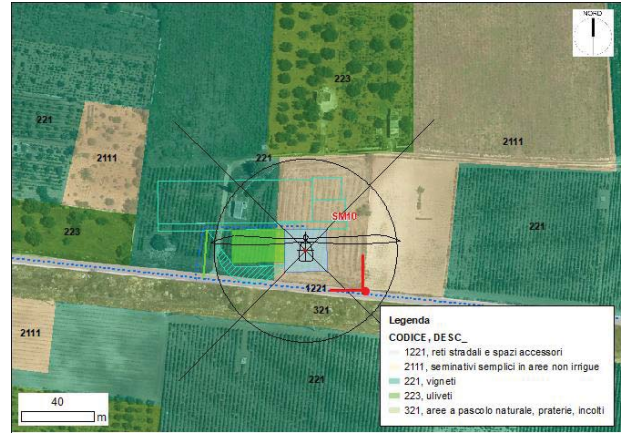 NORD
223
221
2111
2111
221
SM10
221
223
1221
321
2111
221
Legenda
CODICE, DESC_
1221, reti stradali e spazi accessori
2111, seminativi semplici in aree non irrigue
221, vigneti
223, uliveti
321, aree a pascolo naturale, praterie, incolti
40
m